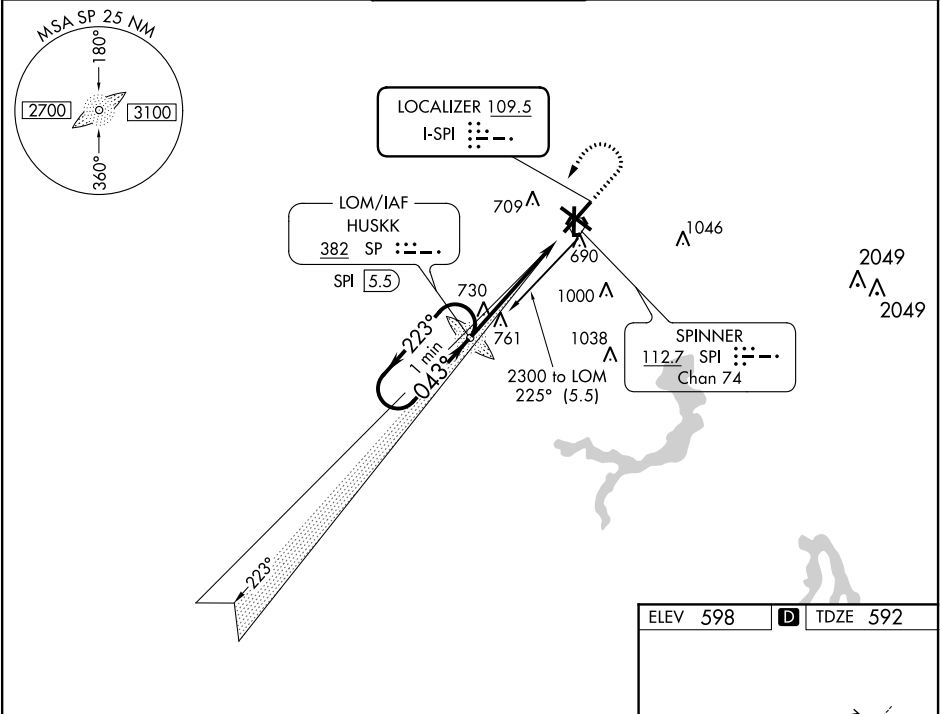 MSA SP 25 NM
180°
2700
3100
360°
LOCALIZER 109.5
I-SPI
LOM/IAF
HUSKK
382 SP
SPI 5.5
709
1046
690
2049
2049
730
1000
761
1038
223°
1 min
043°
2300 to LOM
225° (5.5)
SPINNER
112.7 SPI
Chan 74
223°
ELEV 598 D TDZE 592